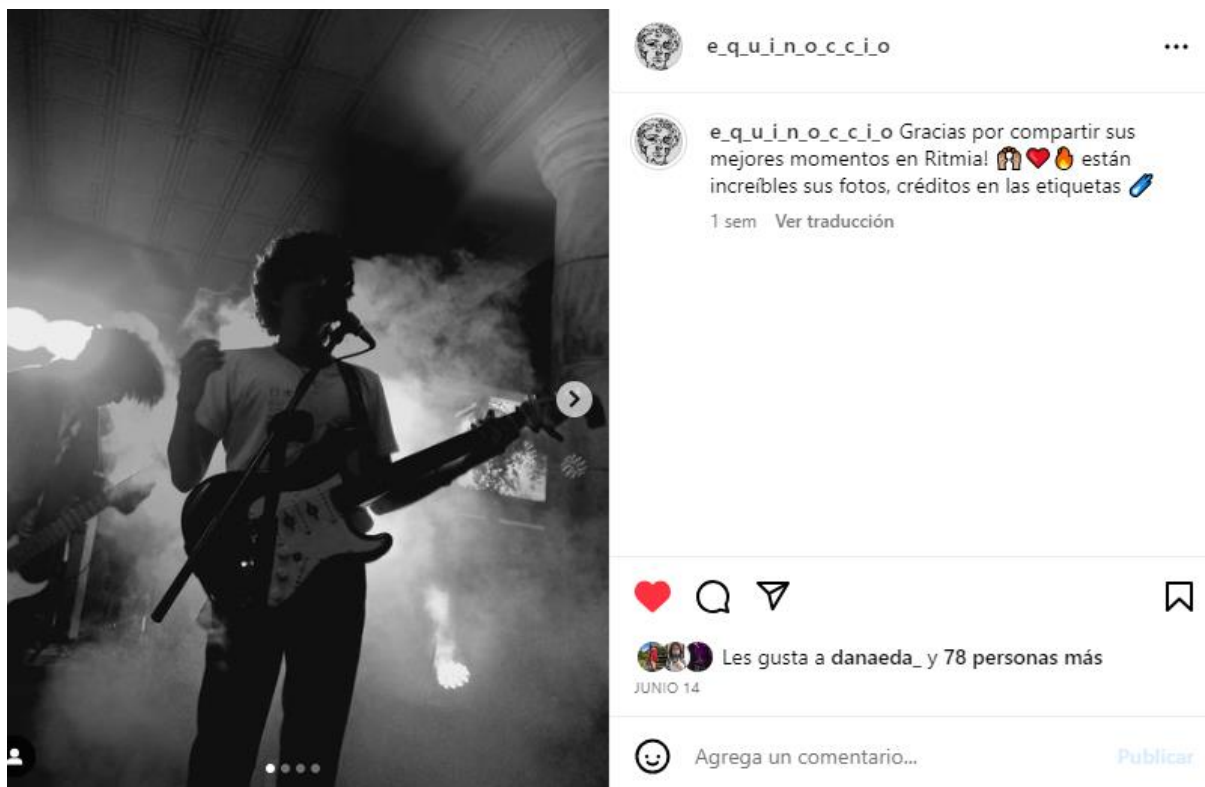 e_q_u_i_n_o_c_c_i_o
e_q_u_i_n_o_c_c_i_o Gracias por compartir sus
mejores momentos en Ritmia! 🙌🏽❤️🔥 están
increíbles sus fotos, créditos en las etiquetas ☄️
1 sem Ver traducción
Les gusta a danaeda_ y 78 personas más
JUNIO 14
Agrega un comentario... Publicar